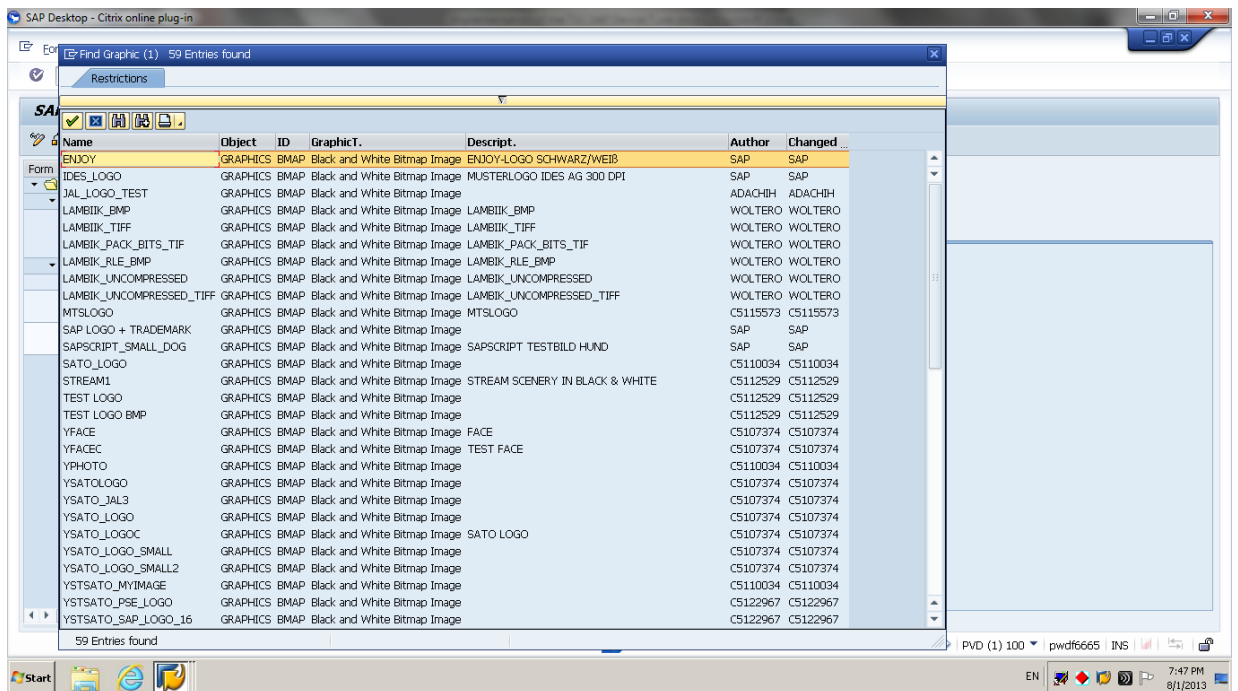 SAP Desktop - Citrix online plug-in
For
Find Graphic (1) 59 Entries found
Restrictions
SAP
Form
Name Object ID GraphicT. Descript. Author Changed ...
ENJOY GRAPHICS BMAP Black and White Bitmap Image ENJOY-LOGO SCHWARZ/WEIß SAP SAP
IDES_LOGO GRAPHICS BMAP Black and White Bitmap Image MUSTERLOGO IDES AG 300 DPI SAP SAP
JAL_LOGO_TEST GRAPHICS BMAP Black and White Bitmap Image ADACHIH ADACHIH
LAMBIIK_BMP GRAPHICS BMAP Black and White Bitmap Image LAMBIIK_BMP WOLTERO WOLTERO
LAMBIIK_TIFF GRAPHICS BMAP Black and White Bitmap Image LAMBIIK_TIFF WOLTERO WOLTERO
LAMBIK_PACK_BITS_TIF GRAPHICS BMAP Black and White Bitmap Image LAMBIK_PACK_BITS_TIF WOLTERO WOLTERO
LAMBIK_RLE_BMP GRAPHICS BMAP Black and White Bitmap Image LAMBIK_RLE_BMP WOLTERO WOLTERO
LAMBIK_UNCOMPRESSED GRAPHICS BMAP Black and White Bitmap Image LAMBIK_UNCOMPRESSED WOLTERO WOLTERO
LAMBIK_UNCOMPRESSED_TIFF GRAPHICS BMAP Black and White Bitmap Image LAMBIK_UNCOMPRESSED_TIFF WOLTERO WOLTERO
MTSLOGO GRAPHICS BMAP Black and White Bitmap Image MTSLOGO C5115573 C5115573
SAP LOGO + TRADEMARK GRAPHICS BMAP Black and White Bitmap Image SAP SAP
SAPSCRIPT_SMALL_DOG GRAPHICS BMAP Black and White Bitmap Image SAPSCRIPT TESTBILD HUND SAP SAP
SATO_LOGO GRAPHICS BMAP Black and White Bitmap Image C5110034 C5110034
STREAM1 GRAPHICS BMAP Black and White Bitmap Image STREAM SCENERY IN BLACK & WHITE C5112529 C5112529
TEST LOGO GRAPHICS BMAP Black and White Bitmap Image C5112529 C5112529
TEST LOGO BMP GRAPHICS BMAP Black and White Bitmap Image C5112529 C5112529
YFACE GRAPHICS BMAP Black and White Bitmap Image FACE C5107374 C5107374
YFACEC GRAPHICS BMAP Black and White Bitmap Image TEST FACE C5107374 C5107374
YPHOTO GRAPHICS BMAP Black and White Bitmap Image C5110034 C5110034
YSATOLOGO GRAPHICS BMAP Black and White Bitmap Image C5107374 C5107374
YSATO_JAL3 GRAPHICS BMAP Black and White Bitmap Image C5107374 C5107374
YSATO_LOGO GRAPHICS BMAP Black and White Bitmap Image C5107374 C5107374
YSATO_LOGOC GRAPHICS BMAP Black and White Bitmap Image SATO LOGO C5107374 C5107374
YSATO_LOGO_SMALL GRAPHICS BMAP Black and White Bitmap Image C5107374 C5107374
YSATO_LOGO_SMALL2 GRAPHICS BMAP Black and White Bitmap Image C5107374 C5107374
YSTSATO_MYIMAGE GRAPHICS BMAP Black and White Bitmap Image C5110034 C5110034
YSTSATO_PSE_LOGO GRAPHICS BMAP Black and White Bitmap Image C5122967 C5122967
YSTSATO_SAP_LOGO_16 GRAPHICS BMAP Black and White Bitmap Image C5122967 C5122967
59 Entries found
PVD (1) 100 pwdf6665 INS
Start EN 7:47 PM
8/1/2013